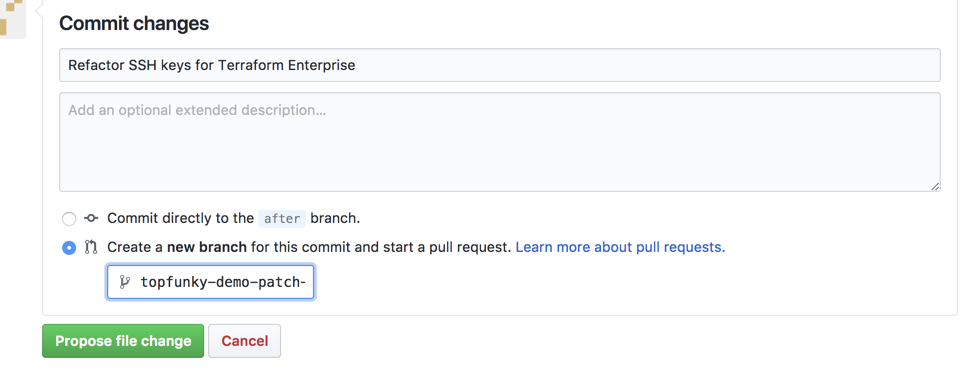 Commit changes
Refactor SSH keys for Terraform Enterprise
Add an optional extended description…
Commit directly to the after branch.
Create a new branch for this commit and start a pull request. Learn more about pull requests.
topfunky-demo-patch-
Propose file change
Cancel